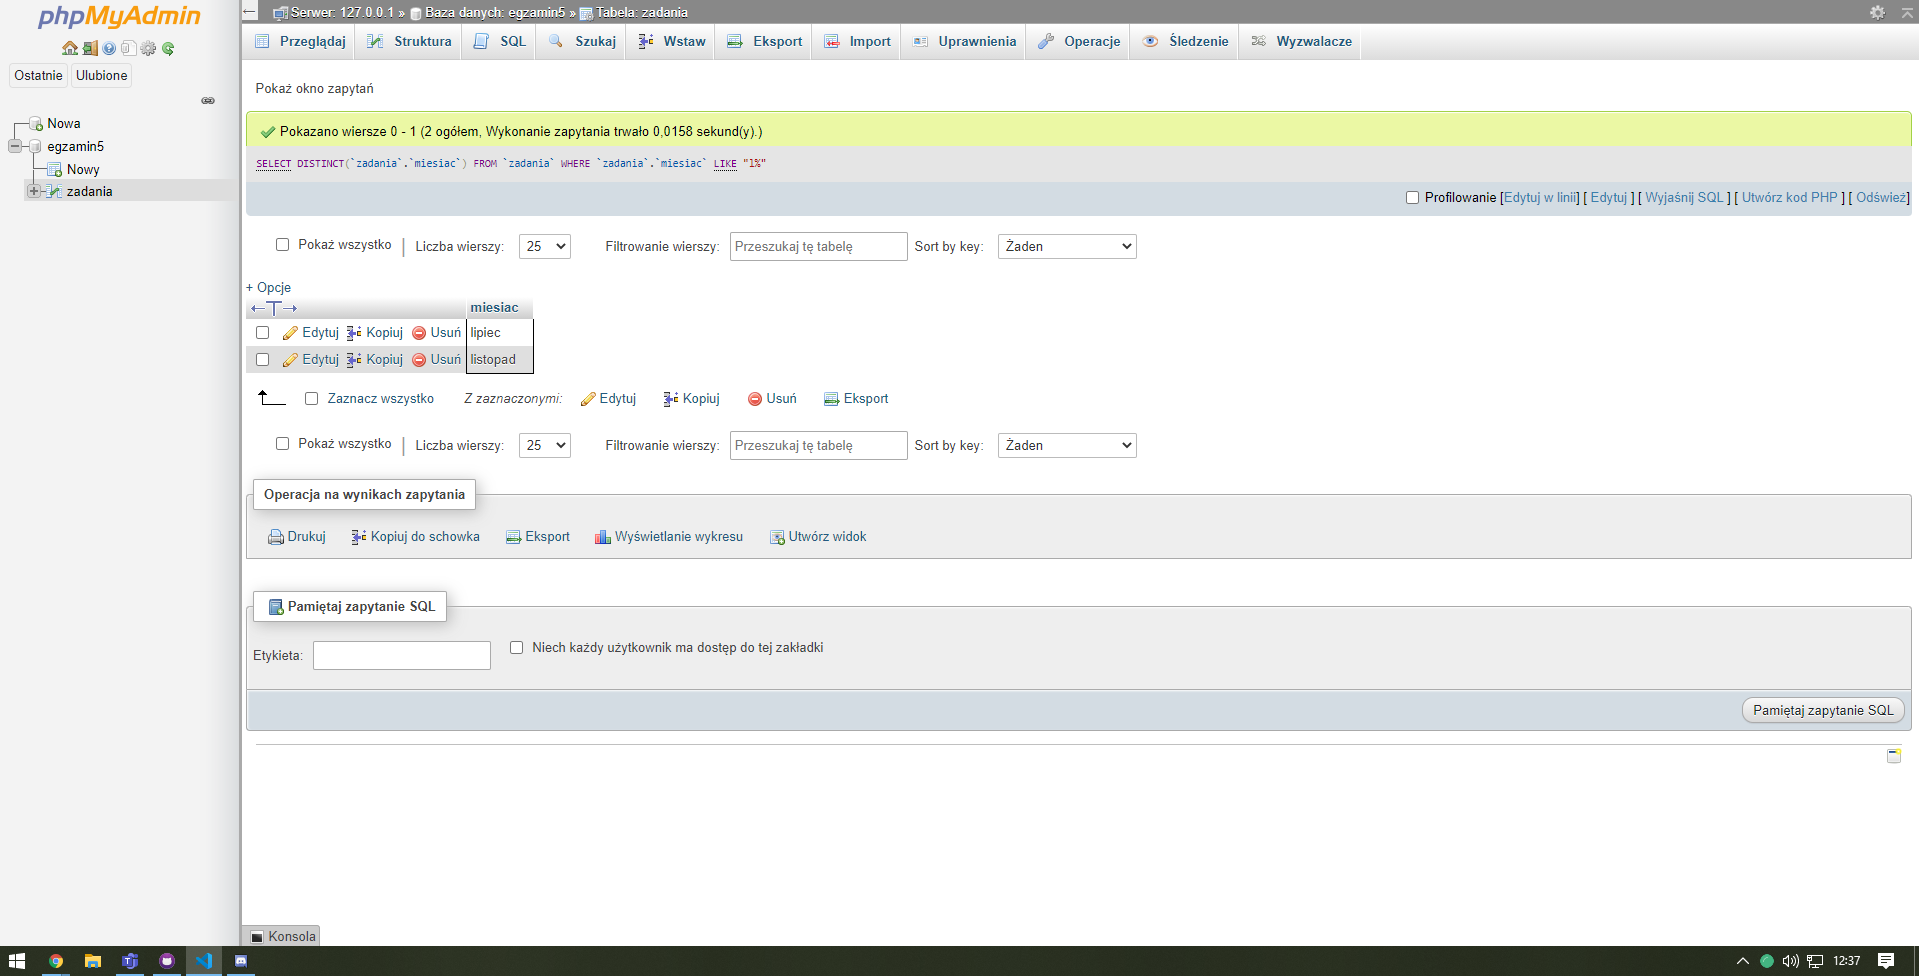 phpMyAdmin
Ostatnie Ulubione
Nowa
egzamin5
Nowy
zadania
Serwer: 127.0.0.1 » Baza danych: egzamin5 » Tabela: zadania
Przeglądaj Struktura SQL Szukaj Wstaw Eksport Import Uprawnienia Operacje Śledzenie Wyzwalacze
Pokaż okno zapytań
Pokazano wiersze 0 - 1 (2 ogółem, Wykonanie zapytania trwało 0,0158 sekund(y).)
SELECT DISTINCT(`zadania`.`miesiac`) FROM `zadania` WHERE `zadania`.`miesiac` LIKE "l%"
Profilowanie [Edytuj w linii] [ Edytuj ] [ Wyjaśnij SQL ] [ Utwórz kod PHP ] [ Odśwież]
Pokaż wszystko | Liczba wierszy: 25 Filtrowanie wierszy: Przeszukaj tę tabelę Sort by key: Żaden
+ Opcje
←T→ miesiac
Edytuj Kopiuj Usuń lipiec
Edytuj Kopiuj Usuń listopad
Zaznacz wszystko Z zaznaczonymi: Edytuj Kopiuj Usuń Eksport
Pokaż wszystko | Liczba wierszy: 25 Filtrowanie wierszy: Przeszukaj tę tabelę Sort by key: Żaden
Operacja na wynikach zapytania
Drukuj Kopiuj do schowka Eksport Wyświetlanie wykresu Utwórz widok
Pamiętaj zapytanie SQL
Etykieta: Niech każdy użytkownik ma dostęp do tej zakładki
Pamiętaj zapytanie SQL
Konsola
12:37